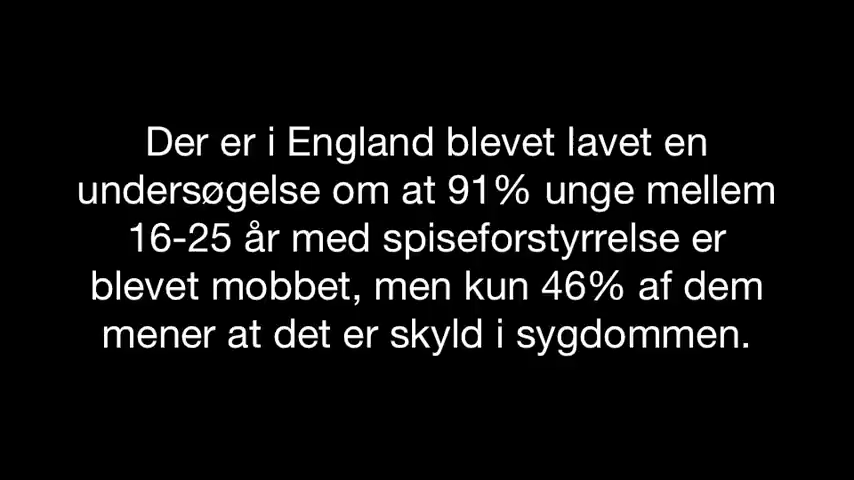 Der er i England blevet lavet en
undersøgelse om at 91% unge mellem
16-25 år med spiseforstyrrelse er
blevet mobbet, men kun 46% af dem
mener at det er skyld i sygdommen.